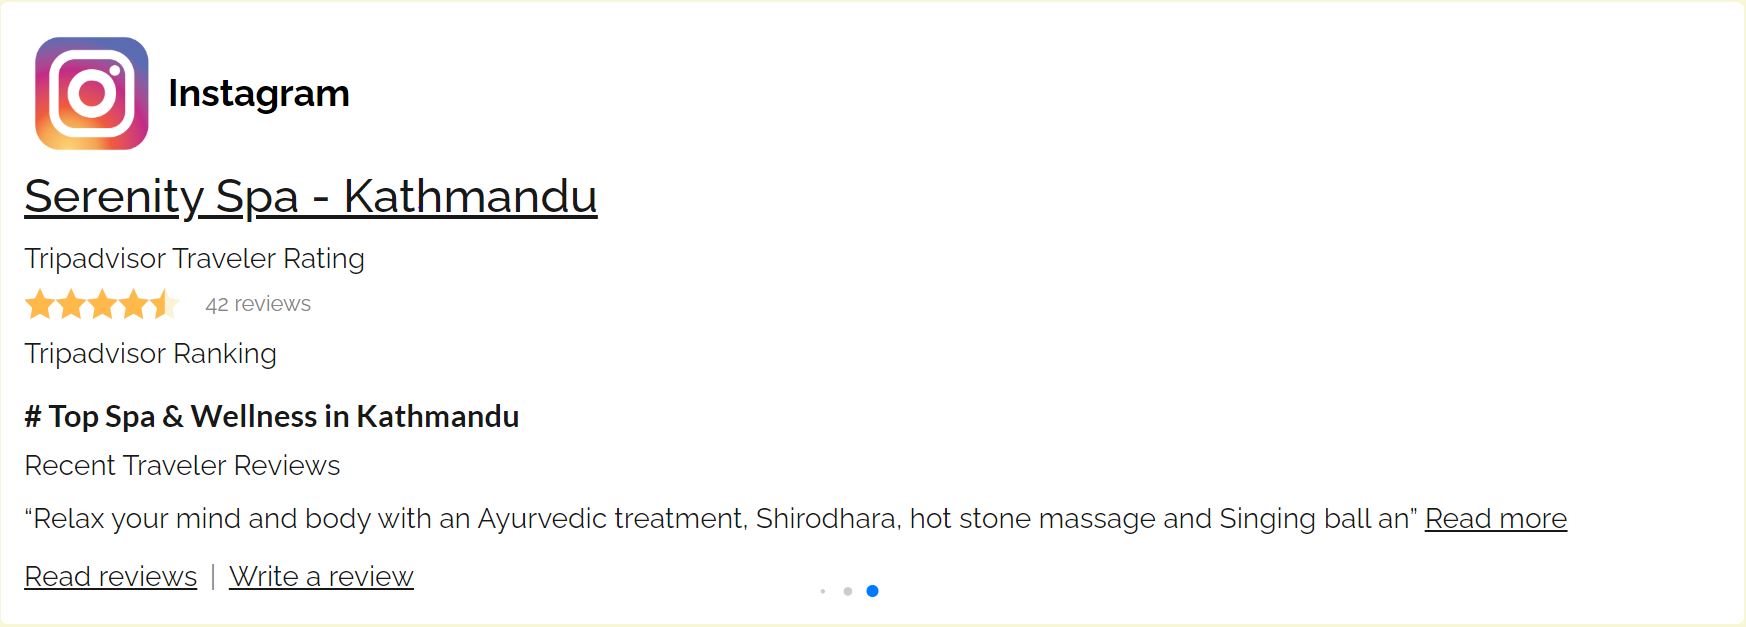 Instagram
Serenity Spa - Kathmandu
Tripadvisor Traveler Rating
42 reviews
Tripadvisor Ranking
# Top Spa & Wellness in Kathmandu
Recent Traveler Reviews
“Relax your mind and body with an Ayurvedic treatment, Shirodhara, hot stone massage and Singing ball an” Read more
Read reviews | Write a review